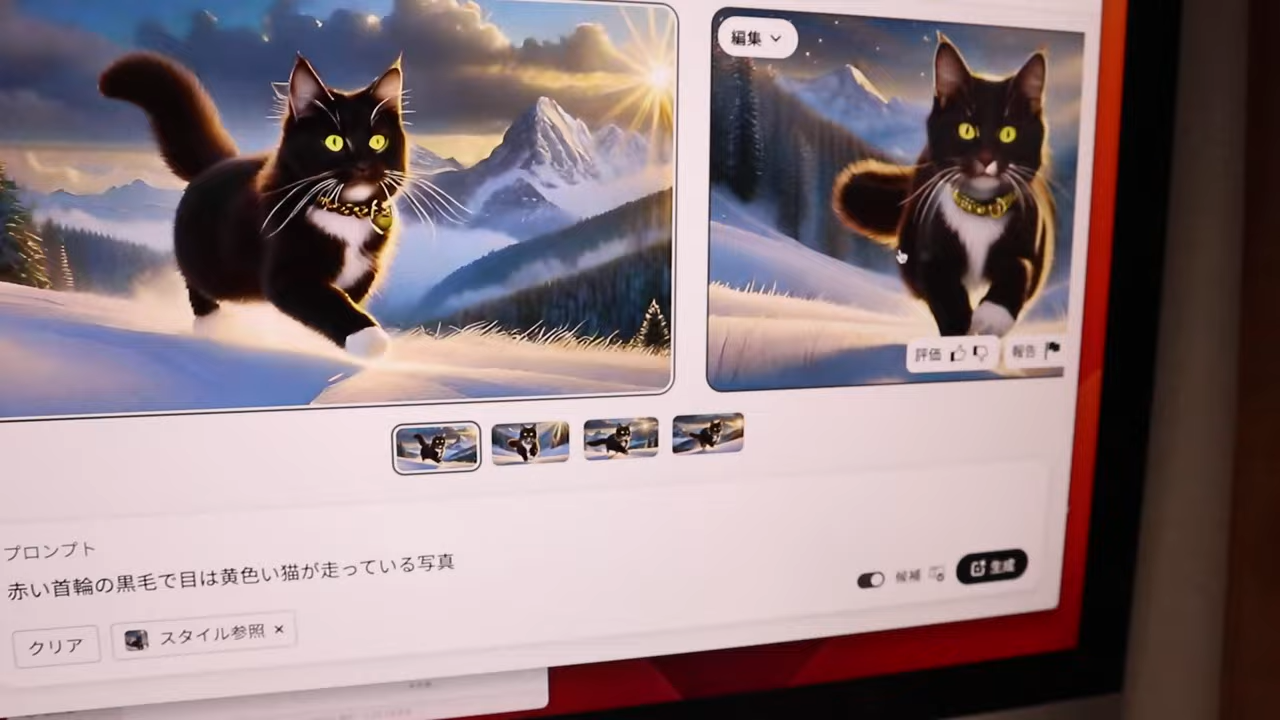 編集
評価
報告
プロンプト
赤い首輪の黒毛で目は黄色い猫が走っている写真
候補
生成
クリア
スタイル参照 ×